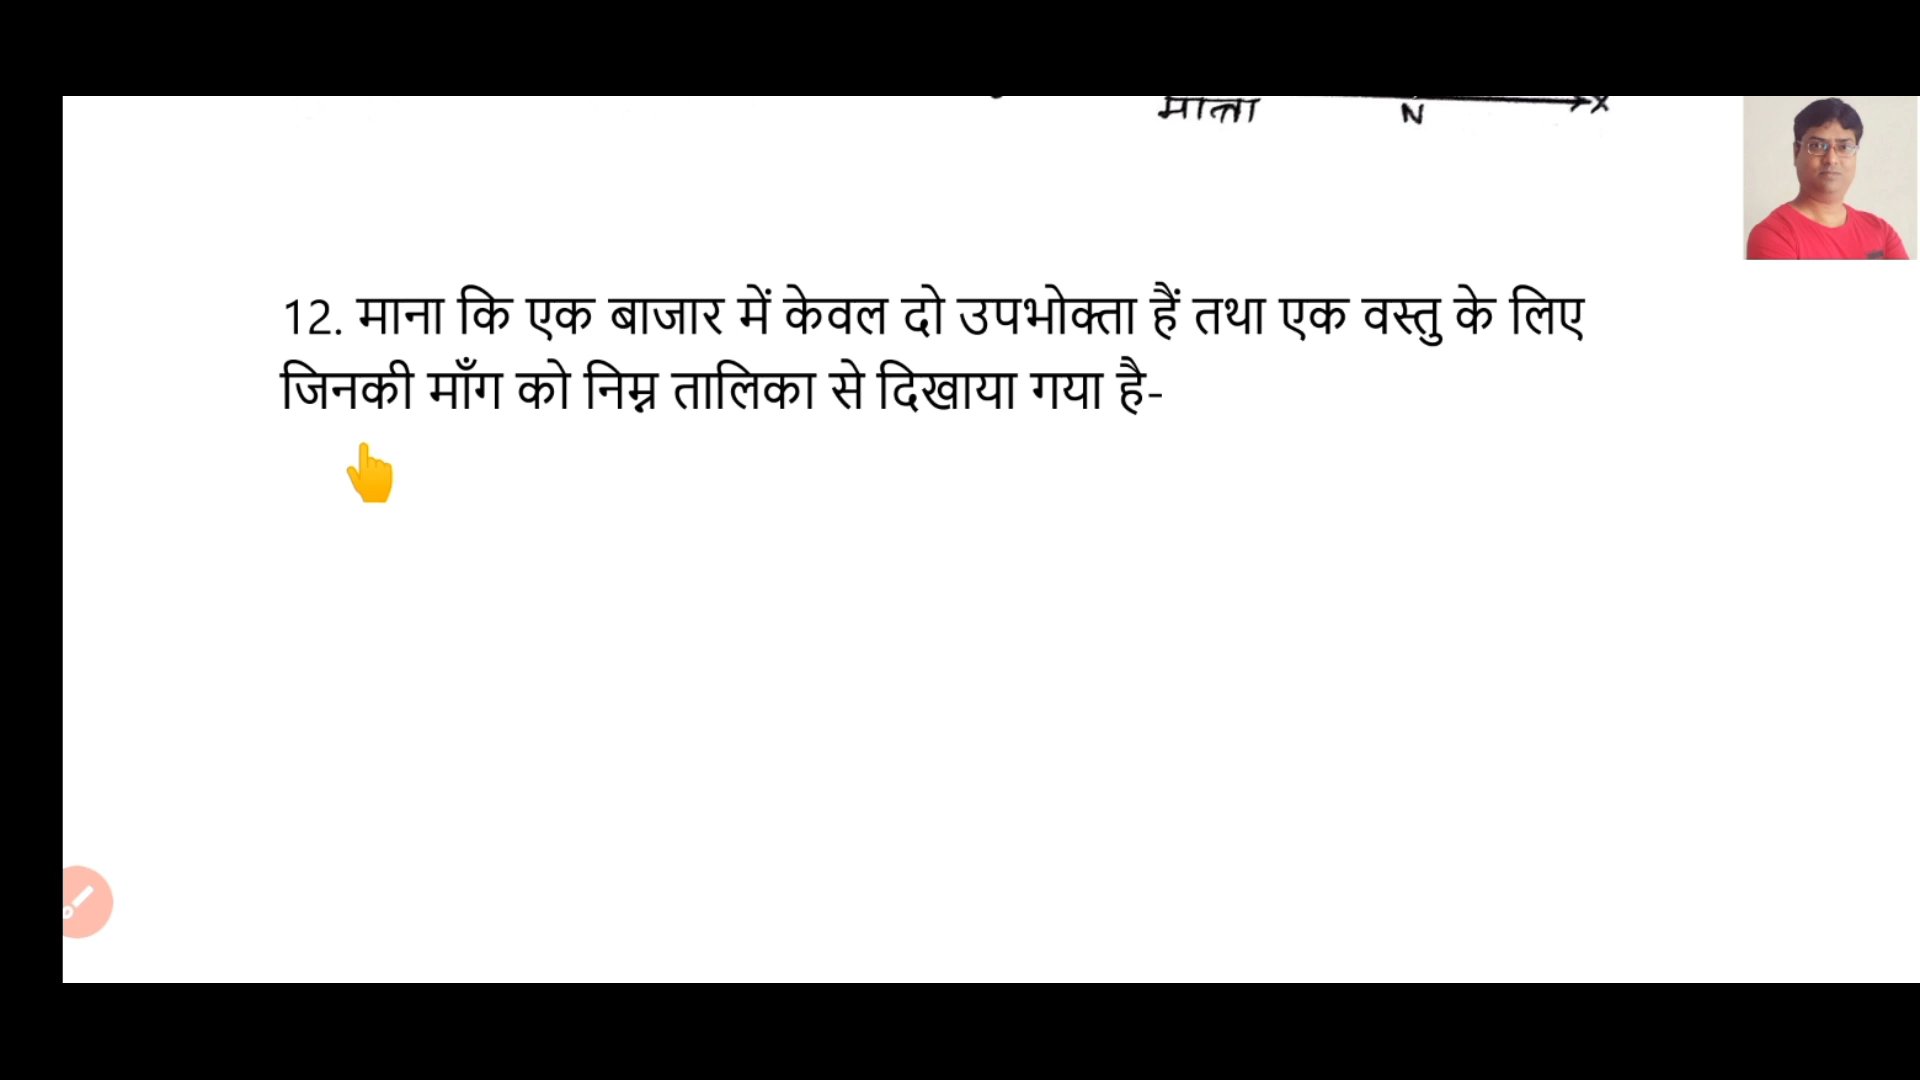 मात्रा N X
12. माना कि एक बाजार में केवल दो उपभोक्ता हैं तथा एक वस्तु के लिए
जिनकी माँग को निम्न तालिका से दिखाया गया है-